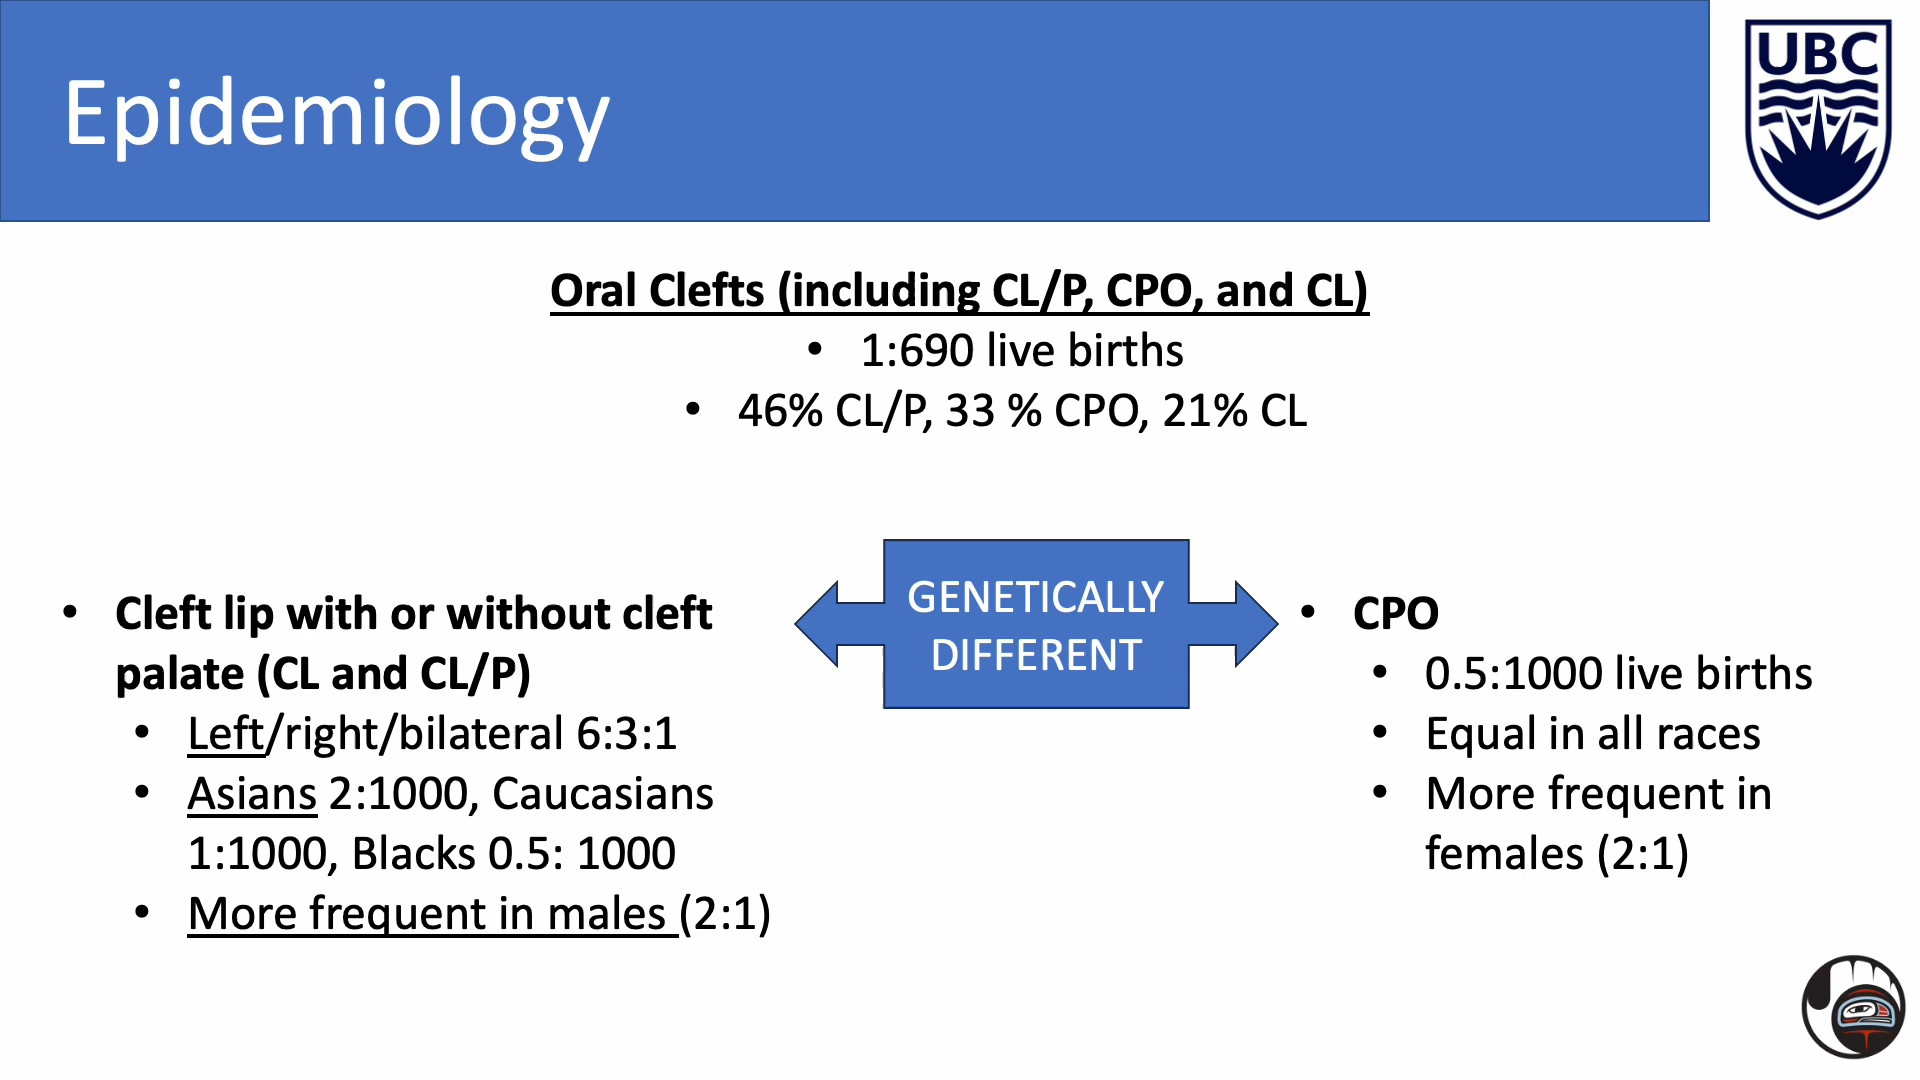 Epidemiology
UBC
Oral Clefts (including CL/P, CPO, and CL)
• 1:690 live births
• 46% CL/P, 33 % CPO, 21% CL
GENETICALLY
DIFFERENT
• Cleft lip with or without cleft
palate (CL and CL/P)
• Left/right/bilateral 6:3:1
• Asians 2:1000, Caucasians
1:1000, Blacks 0.5: 1000
• More frequent in males (2:1)
• CPO
• 0.5:1000 live births
• Equal in all races
• More frequent in
females (2:1)